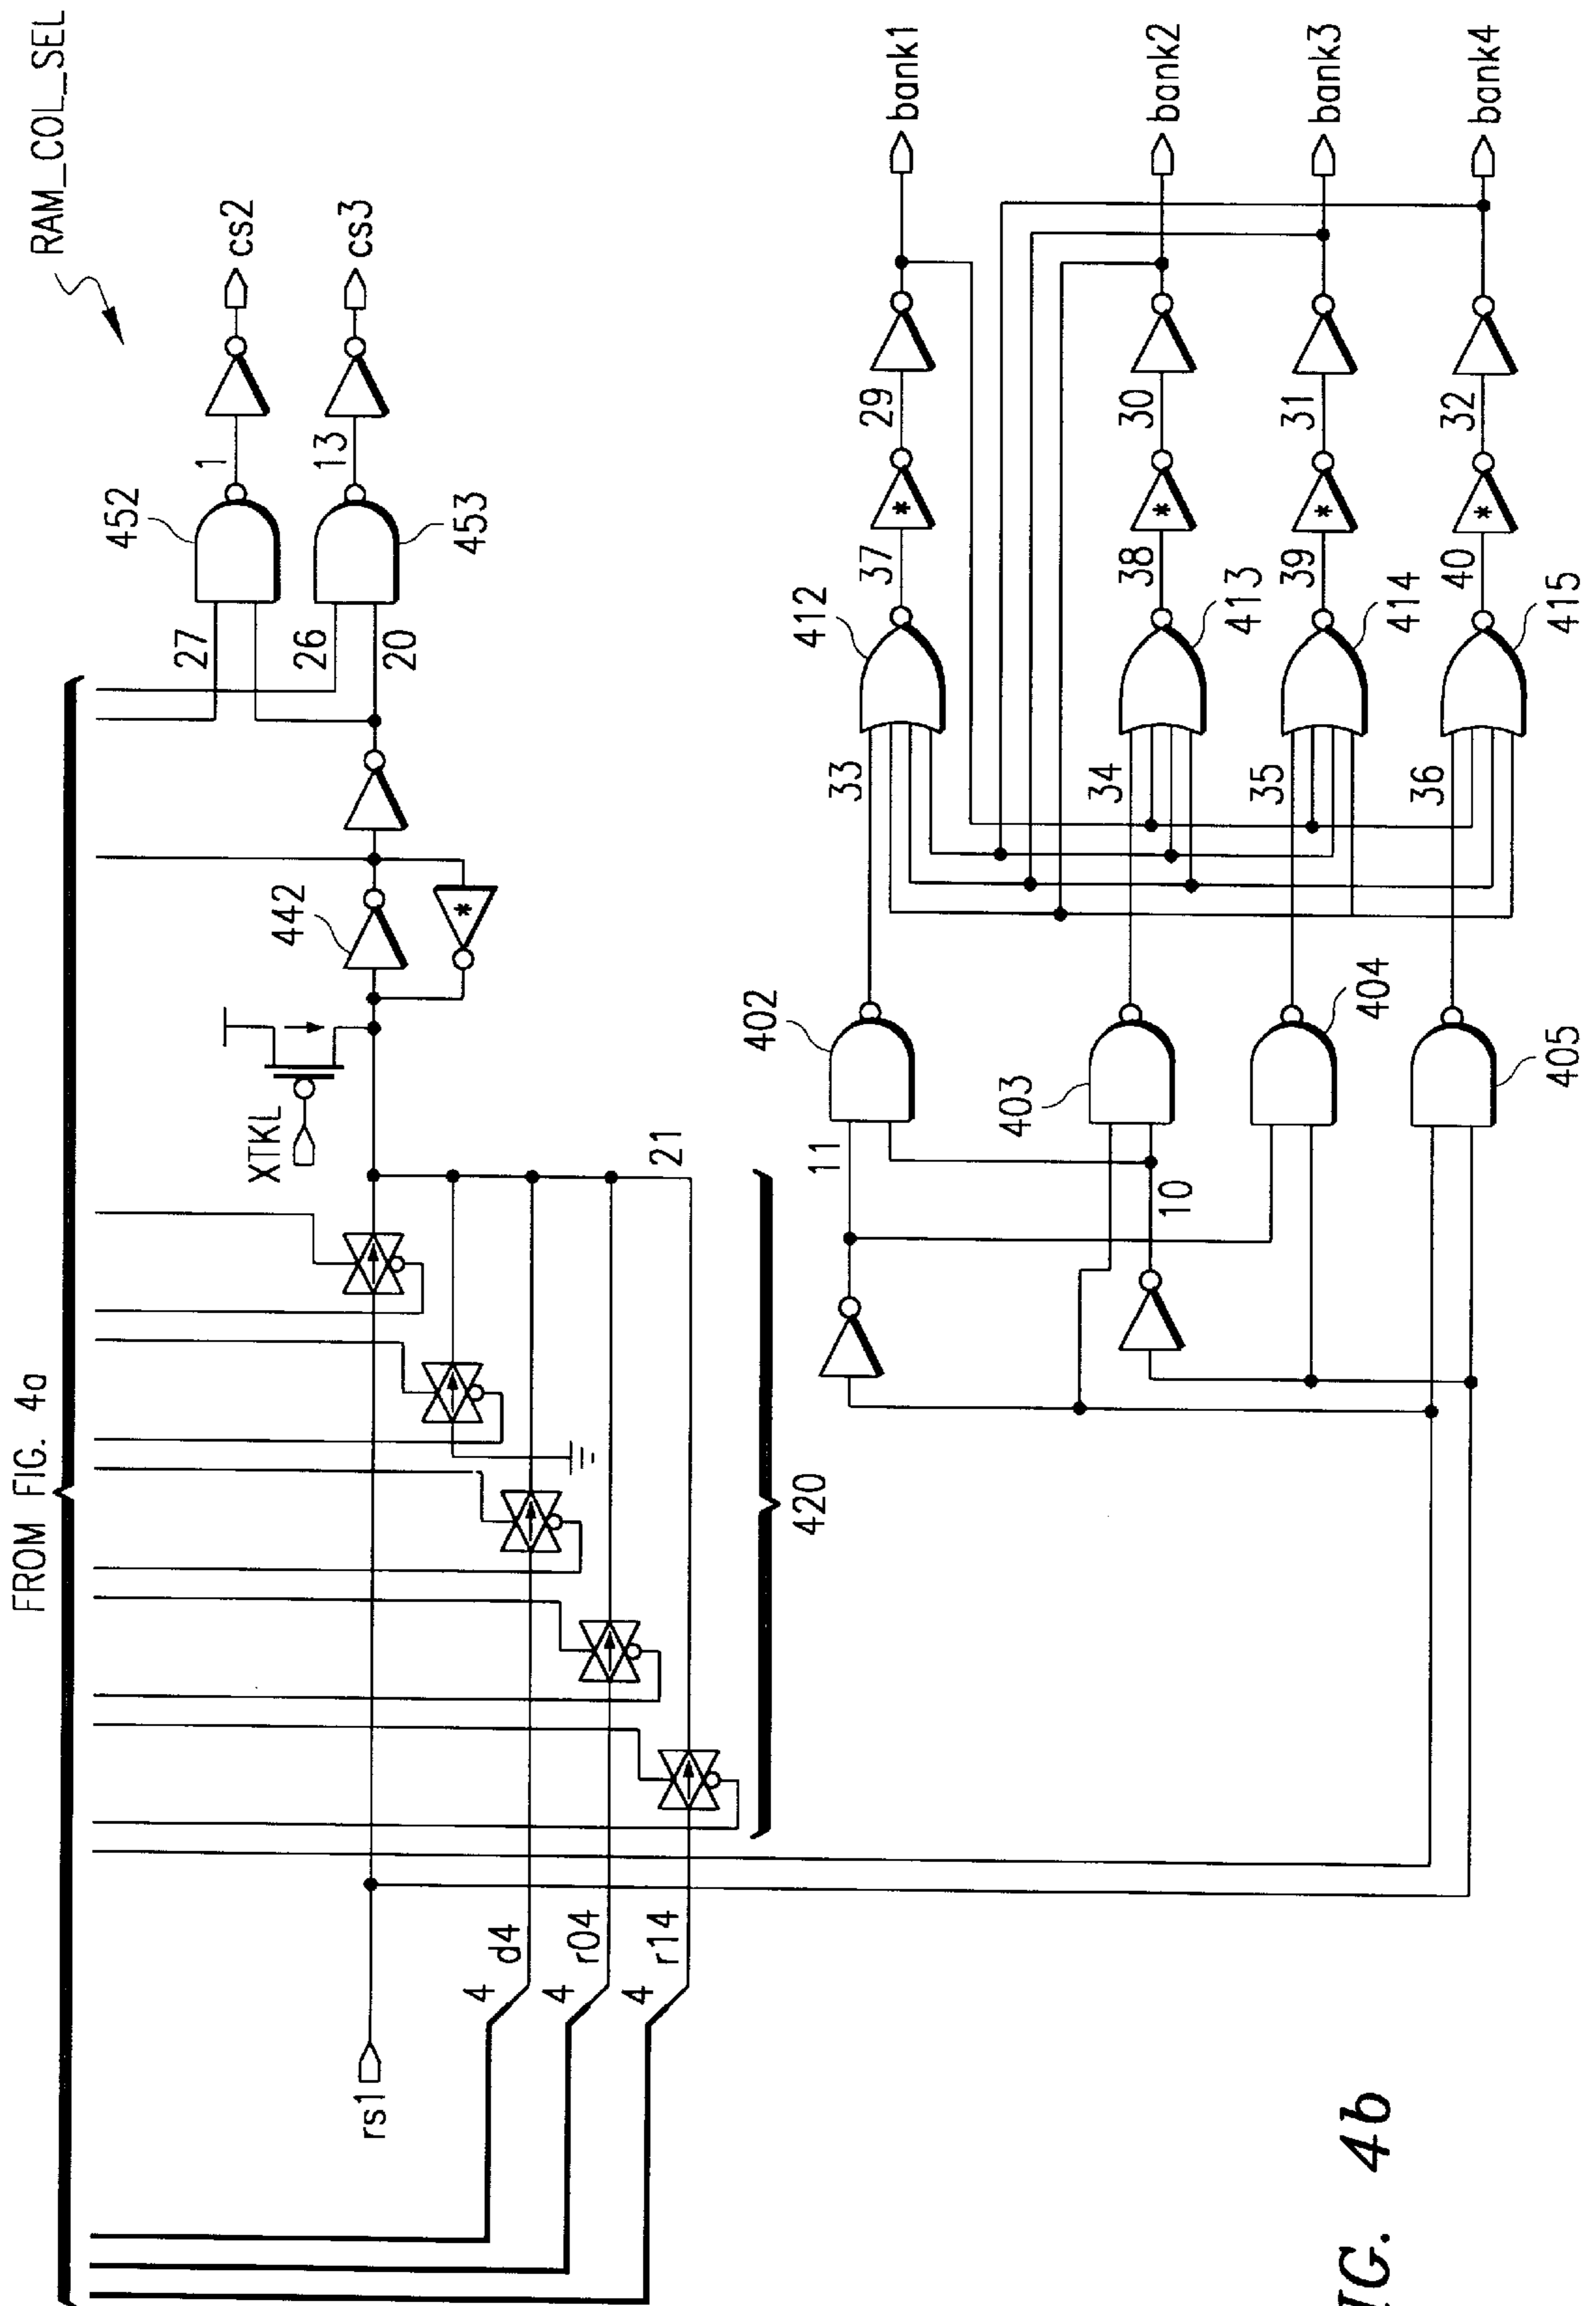 FROM FIG. 4a
RAM_COL_SEL
rs1
4
d4
4
r04
4
r14
420
21
XTKL
442
27
26
20
452
453
1
13
cs2
cs3
11
10
402
403
404
405
33
34
35
36
412
413
414
415
37
38
39
40
*
*
*
*
*
29
30
31
32
bank1
bank2
bank3
bank4
IG. 4b